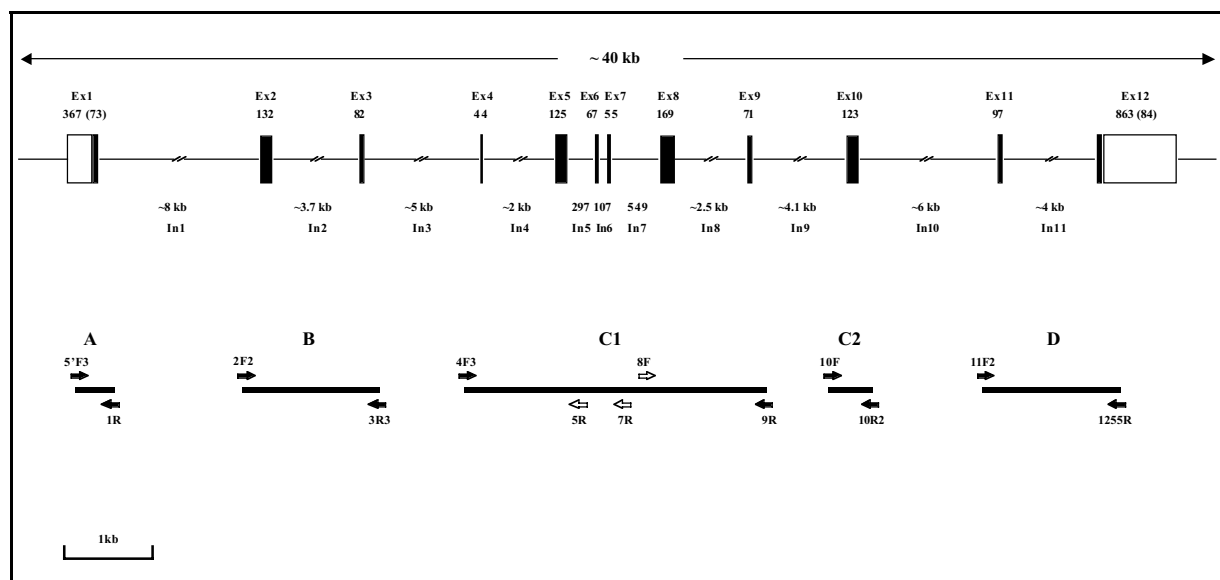 ~ 40 kb
Ex1 Ex2 Ex3 Ex4 Ex5 Ex6 Ex7 Ex8 Ex9 Ex10 Ex11 Ex12
367 (73) 132 82 44 125 67 55 169 71 123 97 863 (84)
~8 kb ~3.7 kb ~5 kb ~2 kb 297 107 549 ~2.5 kb ~4.1 kb ~6 kb ~4 kb
In1 In2 In3 In4 In5 In6 In7 In8 In9 In10 In11
A B C1 C2 D
5'F3 2F2 4F3 8F 10F 11F2
1R 3R3 5R 7R 9R 10R2 1255R
1kb